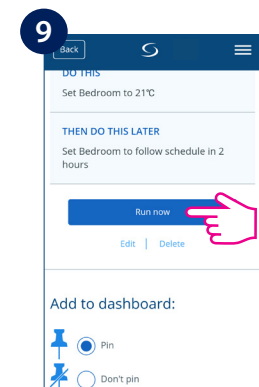 9
Back
DO THIS
Set Bedroom to 21°C
THEN DO THIS LATER
Set Bedroom to follow schedule in 2
hours
Run now
Edit | Delete
Add to dashboard:
Pin
Don't pin